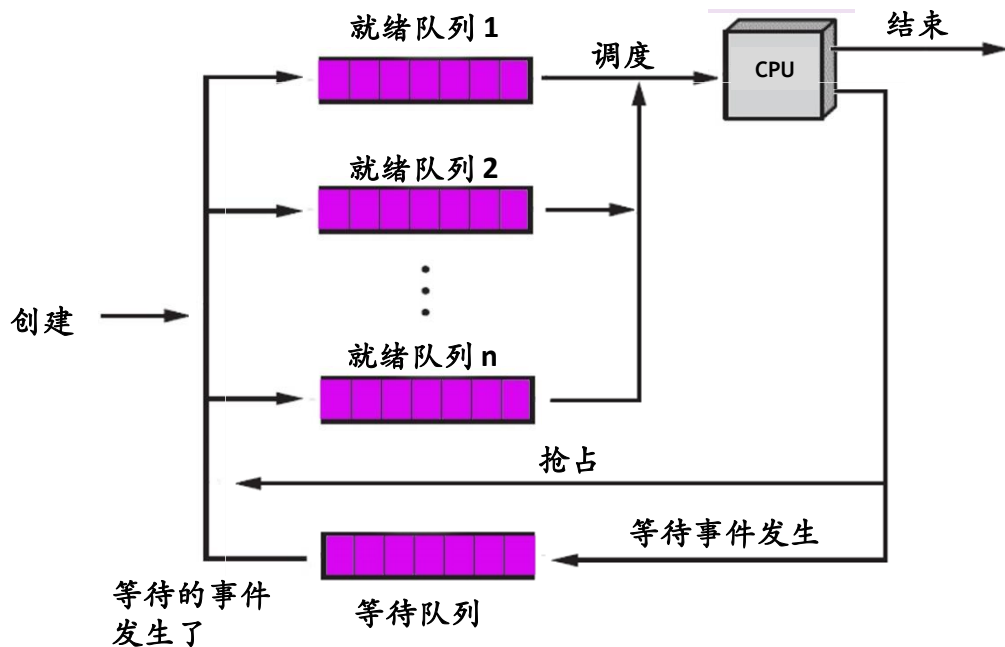 就绪队列 1
调度
CPU
结束
就绪队列 2
创建
就绪队列 n
抢占
等待事件发生
等待的事件
发生了
等待队列